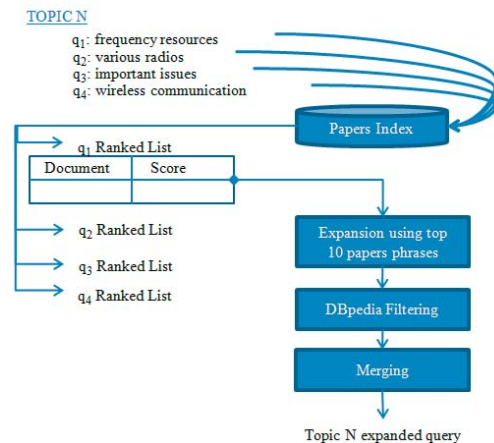 TOPIC N
q₁: frequency resources
q₂: various radios
q₃: important issues
q₄: wireless communication
Papers Index
q₁ Ranked List
Document Score
q₂ Ranked List
q₃ Ranked List
q₄ Ranked List
Expansion using top
10 papers phrases
DBpedia Filtering
Merging
Topic N expanded query